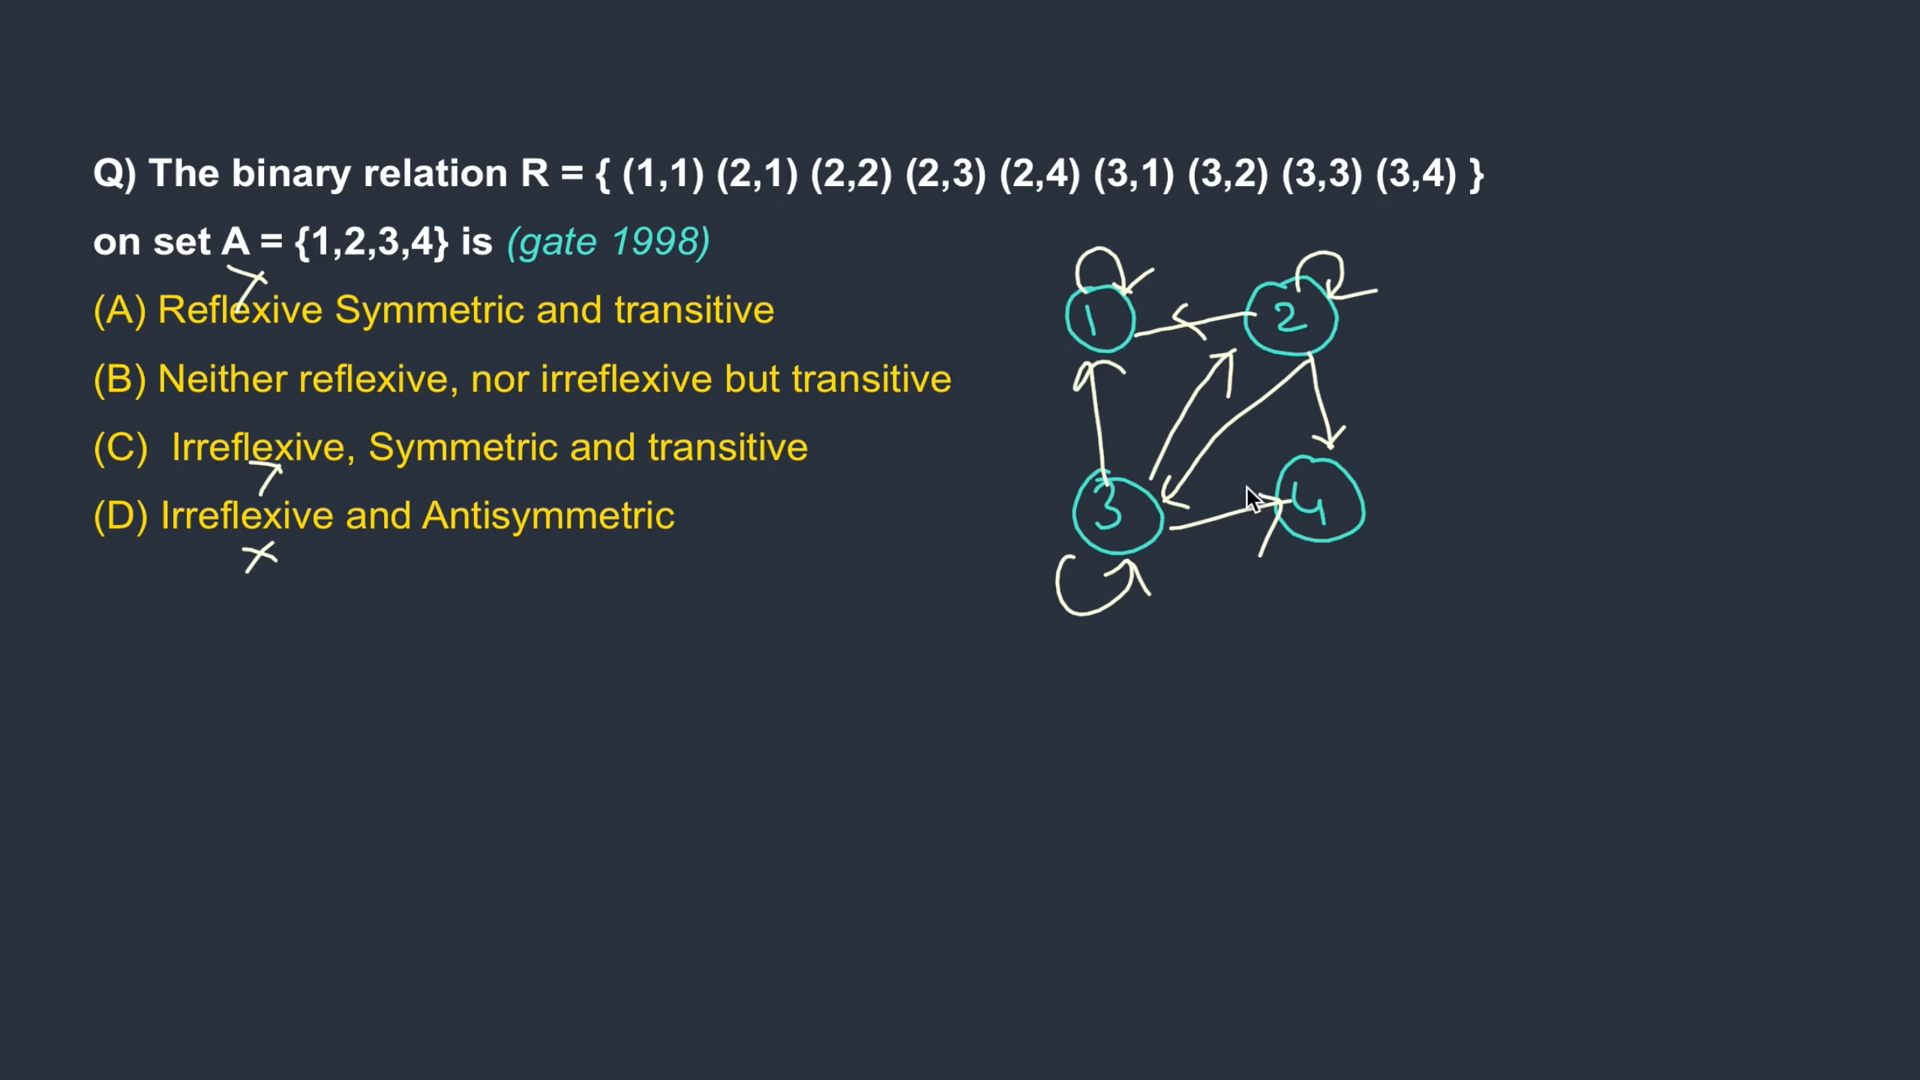 Q) The binary relation R = { (1,1) (2,1) (2,2) (2,3) (2,4) (3,1) (3,2) (3,3) (3,4) }
on set A = {1,2,3,4} is (gate 1998)
(A) Reflexive Symmetric and transitive
(B) Neither reflexive, nor irreflexive but transitive
(C) Irreflexive, Symmetric and transitive
(D) Irreflexive and Antisymmetric
1 2
3 4